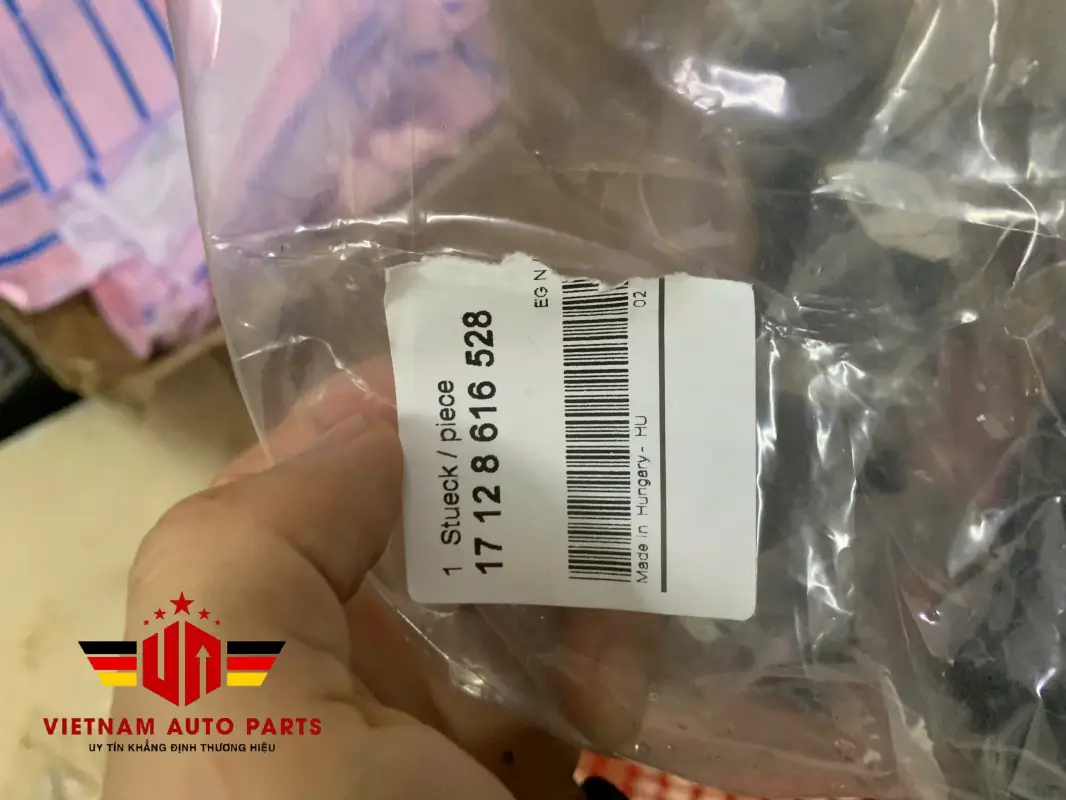 1 Stueck / piece
17 12 8 616 528
EG N
02
Made in Hungary - HU
VIETNAM AUTO PARTS
UY TÍN KHẲNG ĐỊNH THƯƠNG HIỆU